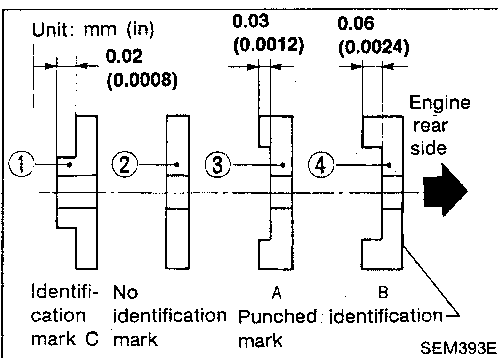 Unit: mm (in)
0.02
(0.0008)
0.03
(0.0012)
0.06
(0.0024)
Engine
rear
side
1
2
3
4
Identifi-
cation
mark C
No
identification
mark
A
B
Punched identification
mark
SEM393E